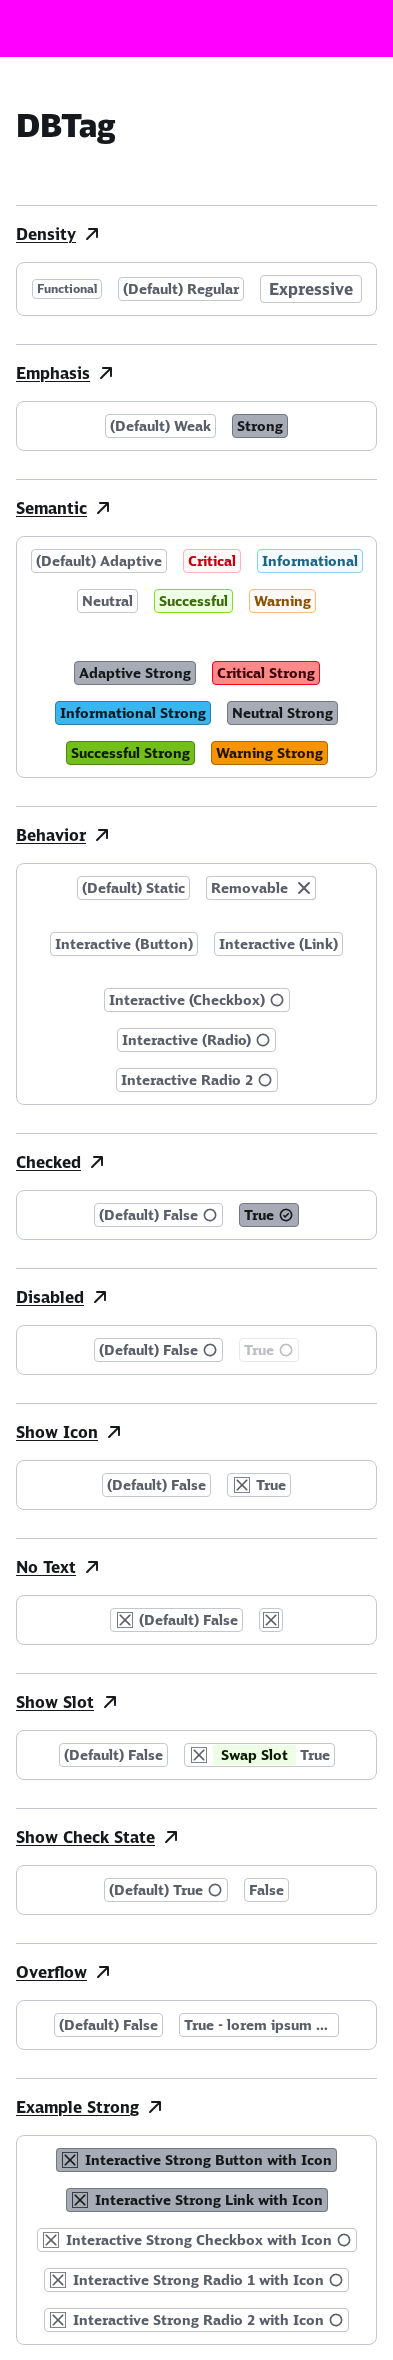 DBTag
Density
Functional (Default) Regular Expressive
Emphasis
(Default) Weak Strong
Semantic
(Default) Adaptive Critical Informational
Neutral Successful Warning
Adaptive Strong Critical Strong
Informational Strong Neutral Strong
Successful Strong Warning Strong
Behavior
(Default) Static Removable
Interactive (Button) Interactive (Link)
Interactive (Checkbox)
Interactive (Radio)
Interactive Radio 2
Checked
(Default) False True
Disabled
(Default) False True
Show Icon
(Default) False True
No Text
(Default) False
Show Slot
(Default) False Swap Slot True
Show Check State
(Default) True False
Overflow
(Default) False True - lorem ipsum ...
Example Strong
Interactive Strong Button with Icon
Interactive Strong Link with Icon
Interactive Strong Checkbox with Icon
Interactive Strong Radio 1 with Icon
Interactive Strong Radio 2 with Icon